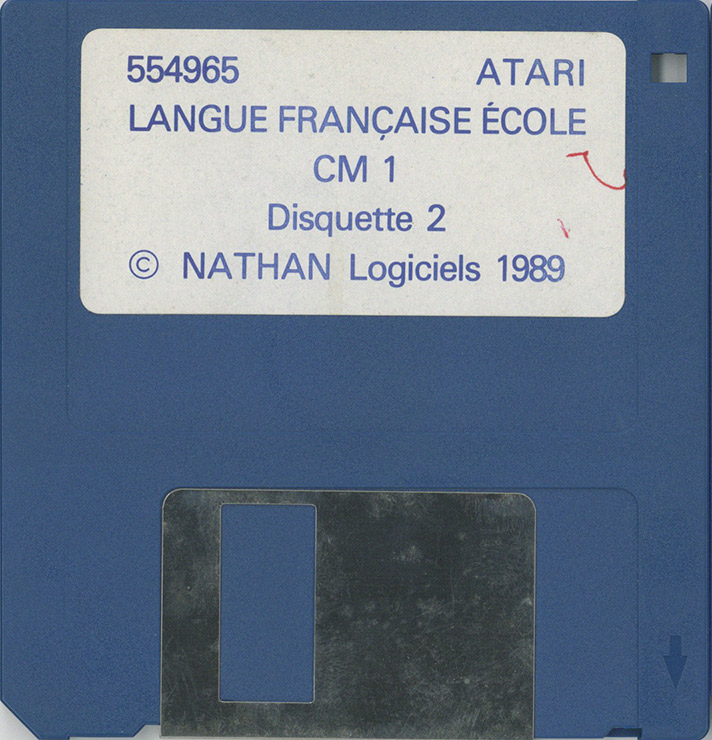 554965 ATARI
LANGUE FRANÇAISE ÉCOLE
CM 1
Disquette 2
© NATHAN Logiciels 1989